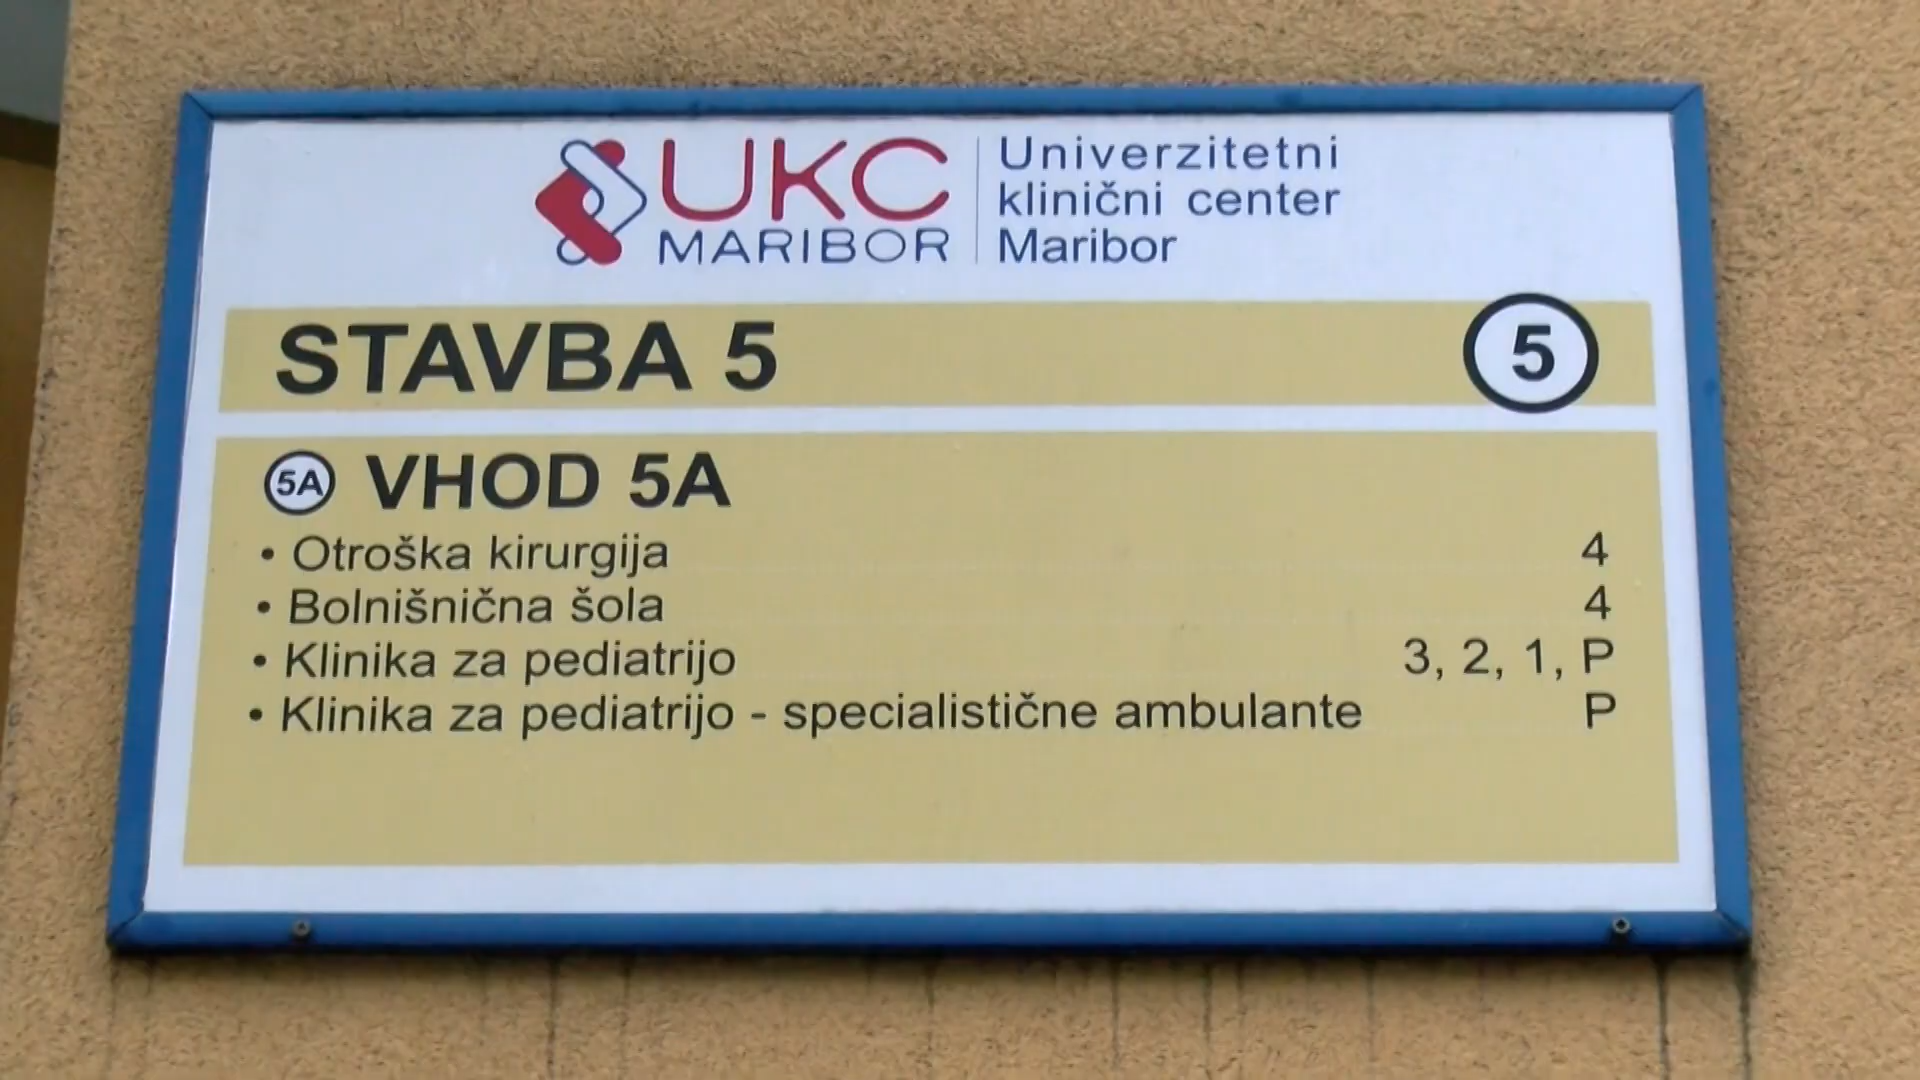 UKC
MARIBOR
Univerzitetni
klinični center
Maribor
STAVBA 5
5
5A VHOD 5A
• Otroška kirurgija 4
• Bolnišnična šola 4
• Klinika za pediatrijo 3, 2, 1, P
• Klinika za pediatrijo - specialistične ambulante P